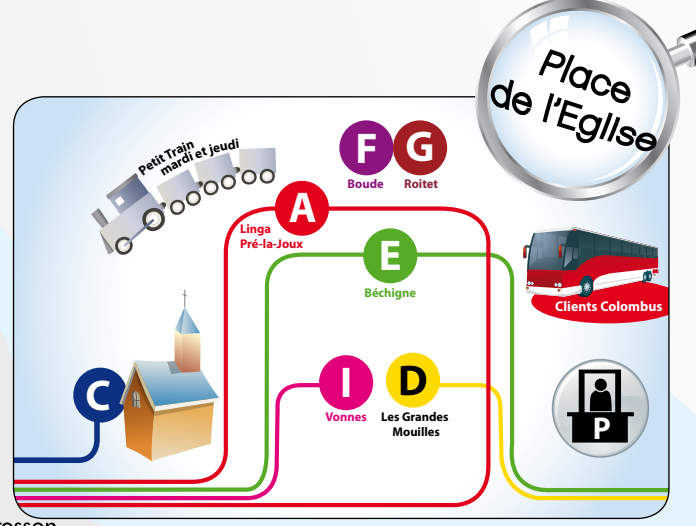 Place
de l'EglIse
Petit Train
mardi et jeudi
F
G
Boude
Roitet
A
Linga
Pré-la-Joux
E
Béchigne
Clients Colombus
C
I
D
Vonnes
Les Grandes
Mouilles
P